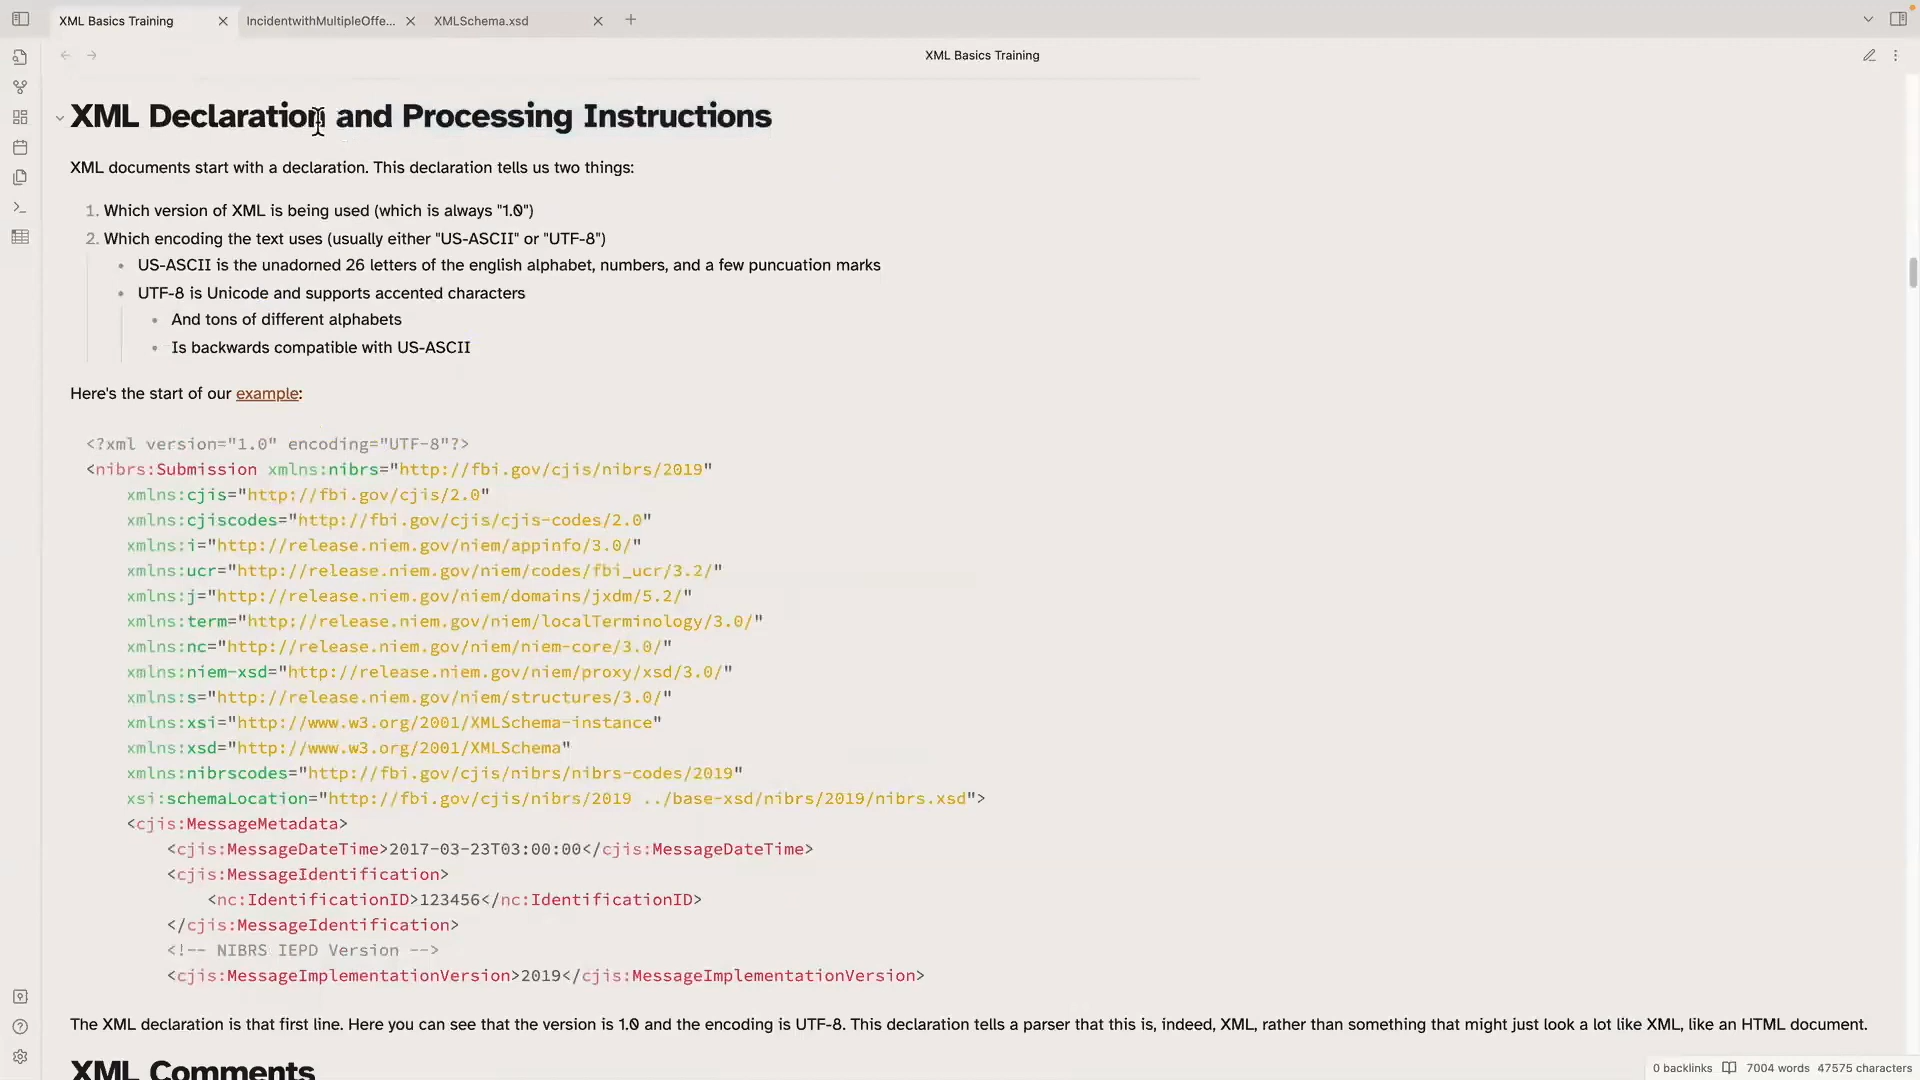 XML Basics Training
IncidentwithMultipleOffe...
XMLSchema.xsd
XML Basics Training
XML Declaration and Processing Instructions
XML documents start with a declaration. This declaration tells us two things:
1. Which version of XML is being used (which is always "1.0")
2. Which encoding the text uses (usually either "US-ASCII" or "UTF-8")
• US-ASCII is the unadorned 26 letters of the english alphabet, numbers, and a few puncuation marks
• UTF-8 is Unicode and supports accented characters
• And tons of different alphabets
• Is backwards compatible with US-ASCII
Here's the start of our example:
<?xml version="1.0" encoding="UTF-8"?>
<nibrs:Submission xmlns:nibrs="http://fbi.gov/cjis/nibrs/2019"
xmlns:cjis="http://fbi.gov/cjis/2.0"
xmlns:cjiscodes="http://fbi.gov/cjis/cjis-codes/2.0"
xmlns:i="http://release.niem.gov/niem/appinfo/3.0/"
xmlns:ucr="http://release.niem.gov/niem/codes/fbi_ucr/3.2/"
xmlns:j="http://release.niem.gov/niem/domains/jxdm/5.2/"
xmlns:term="http://release.niem.gov/niem/localTerminology/3.0/"
xmlns:nc="http://release.niem.gov/niem/niem-core/3.0/"
xmlns:niem-xsd="http://release.niem.gov/niem/proxy/xsd/3.0/"
xmlns:s="http://release.niem.gov/niem/structures/3.0/"
xmlns:xsi="http://www.w3.org/2001/XMLSchema-instance"
xmlns:xsd="http://www.w3.org/2001/XMLSchema"
xmlns:nibrscodes="http://fbi.gov/cjis/nibrs/nibrs-codes/2019"
xsi:schemaLocation="http://fbi.gov/cjis/nibrs/2019 ../base-xsd/nibrs/2019/nibrs.xsd">
<cjis:MessageMetadata>
<cjis:MessageDateTime>2017-03-23T03:00:00</cjis:MessageDateTime>
<cjis:MessageIdentification>
<nc:IdentificationID>123456</nc:IdentificationID>
</cjis:MessageIdentification>
<!-- NIBRS IEPD Version -->
<cjis:MessageImplementationVersion>2019</cjis:MessageImplementationVersion>
The XML declaration is that first line. Here you can see that the version is 1.0 and the encoding is UTF-8. This declaration tells a parser that this is, indeed, XML, rather than something that might just look a lot like XML, like an HTML document.
XML Comments
0 backlinks 7004 words 47575 characters